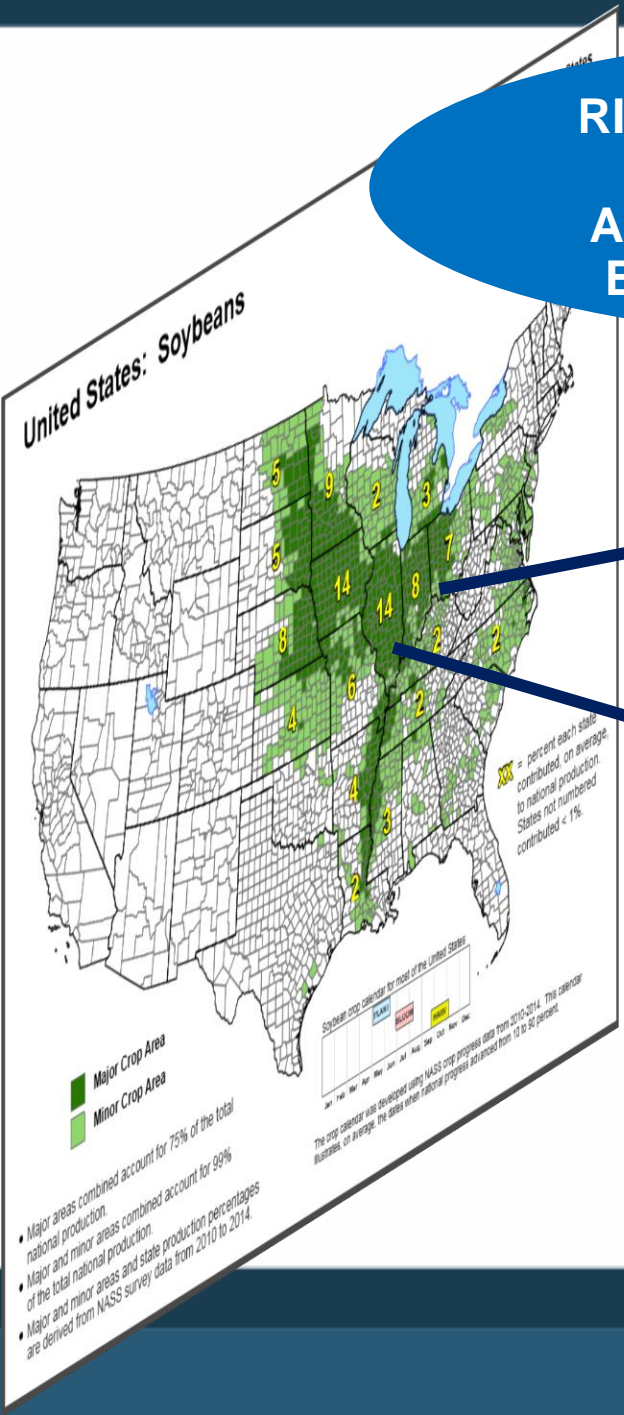 States
RI
A
E
United States: Soybeans
5
9
2
3
5
14
14
8
7
8
6
2
2
4
2
4
3
2
XX = percent each state
contributed, on average,
to national production.
States not numbered
contributed < 1%.
Major Crop Area
Minor Crop Area
Soybean crop calendar for most of the United States
PLANT
BLOOM
HARV
Jan Feb Mar Apr May Jun Jul Aug Sep Oct Nov Dec
The crop calendar was developed using NASS crop progress data from 2010-2014. This calendar
illustrates, on average, the dates when national progress advanced from 10 to 90 percent.
• Major areas combined account for 75% of the total
national production.
• Major and minor areas combined account for 99%
of the total national production.
• Major and minor areas and state production percentages
are derived from NASS survey data from 2010 to 2014.